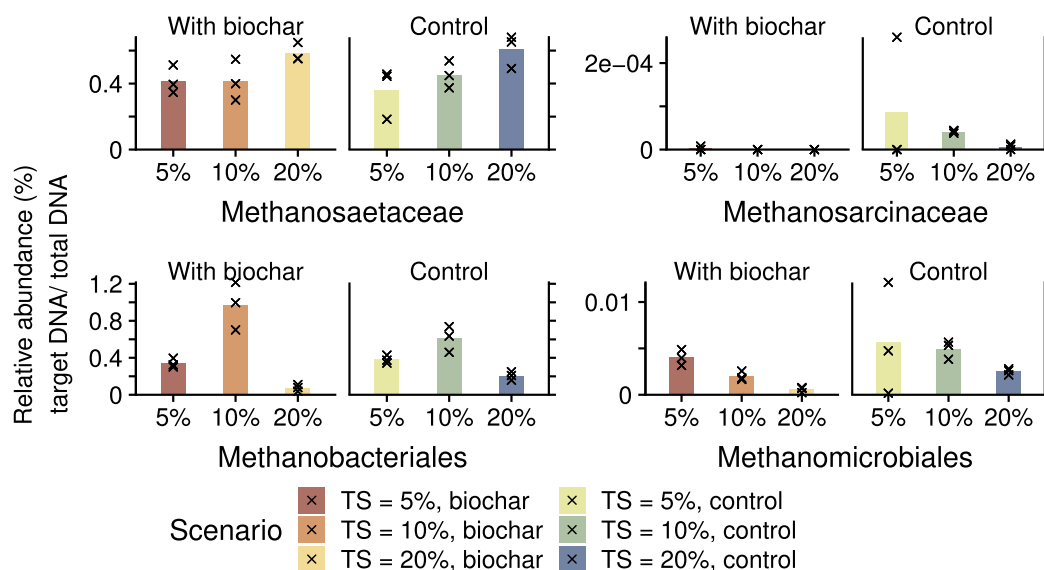 With biochar Control With biochar Control
0.4
0
2e−04
0
5% 10% 20% 5% 10% 20% 5% 10% 20% 5% 10% 20%
Methanosaetaceae Methanosarcinaceae
Relative abundance (%)
target DNA/ total DNA
With biochar Control With biochar Control
1.2
0.8
0.4
0
0.01
0
5% 10% 20% 5% 10% 20% 5% 10% 20% 5% 10% 20%
Methanobacteriales Methanomicrobiales
Scenario
TS = 5%, biochar TS = 5%, control
TS = 10%, biochar TS = 10%, control
TS = 20%, biochar TS = 20%, control